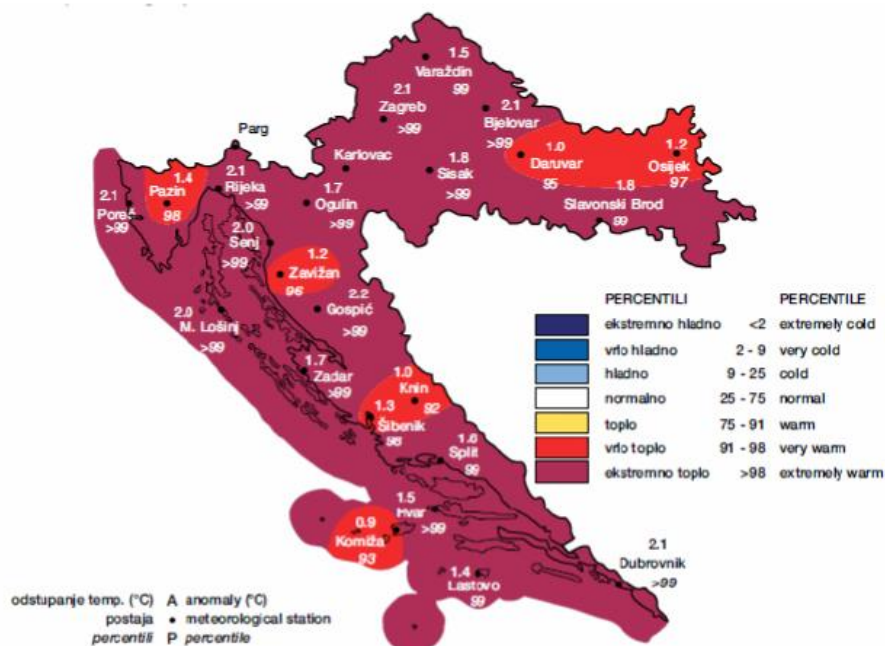 1.5
Varaždin
99
2.1
Zagreb
>99
2.1
Bjelovar
>99
Parg
Karlovac
1.8
Sisak
>99
1.0
Daruvar
95
1.2
Osijek
97
1.8
Slavonski Brod
99
1.4
Pazin
98
2.1
Rijeka
>99
2.1
Poreč
>99
1.7
Ogulin
>99
2.0
Senj
>99
1.2
Zavižan
96
2.2
Gospić
>99
2.0
M. Lošinj
>99
1.7
Zadar
>99
1.0
Knin
92
1.3
Šibenik
Split
99
1.5
Hvar
>99
0.9
Komiža
93
1.4
Lastovo
99
2.1
Dubrovnik
>99
PERCENTILI PERCENTILE
ekstremno hladno <2 extremely cold
vrlo hladno 2 - 9 very cold
hladno 9 - 25 cold
normalno 25 - 75 normal
toplo 75 - 91 warm
vrlo toplo 91 - 98 very warm
ekstremno toplo >98 extremely warm
odstupanje temp. (°C) A anomaly (°C)
postaja • meteorological station
percentili P percentile